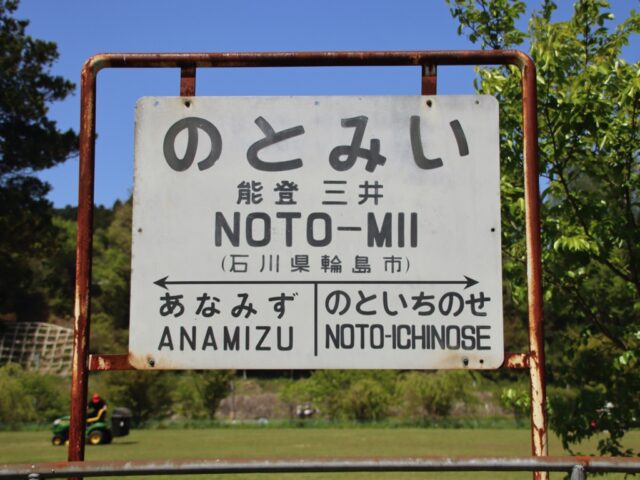 のとみい
能登 三井
NOTO-MII
(石川県輪島市)
あなみず のといちのせ
ANAMIZU NOTO-ICHINOSE